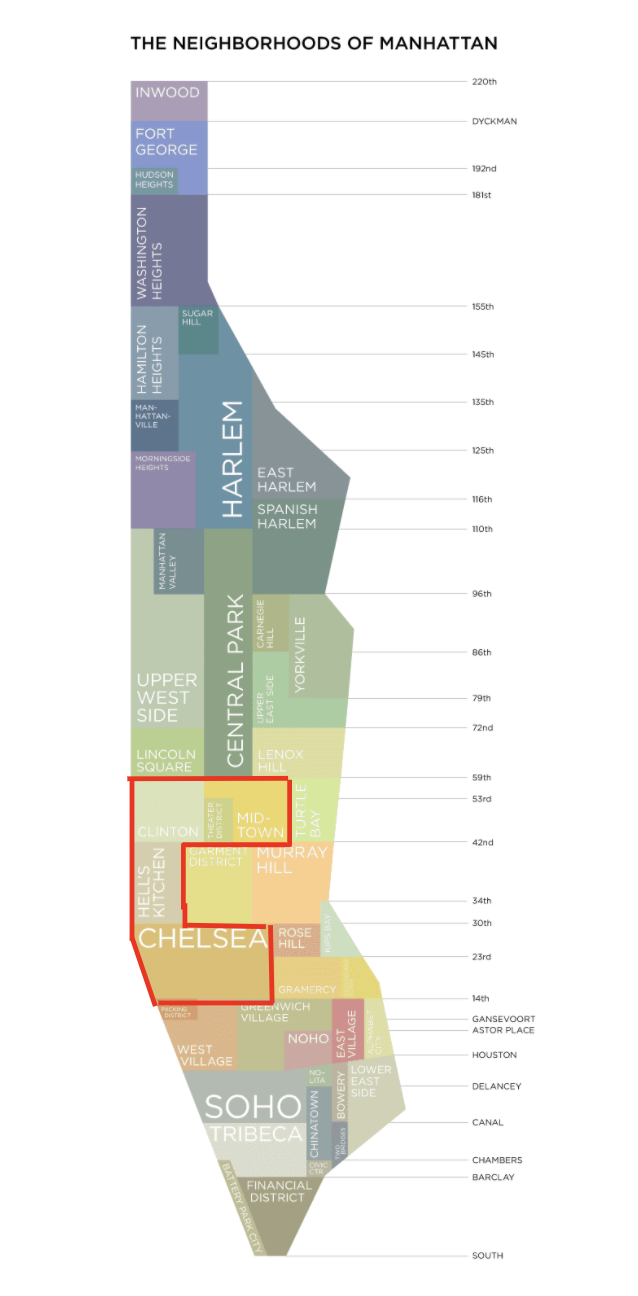 THE NEIGHBORHOODS OF MANHATTAN
220th
INWOOD
DYCKMAN
FORT
GEORGE
192nd
HUDSON
HEIGHTS
181st
WASHINGTON
HEIGHTS
155th
SUGAR
HILL
HAMILTON
HEIGHTS
145th
MAN-
HATTAN-
VILLE
135th
HARLEM
125th
MORNINGSIDE
HEIGHTS
EAST
HARLEM
116th
SPANISH
HARLEM
110th
MANHATTAN
VALLEY
96th
CENTRAL PARK
CARNEGIE
HILL
YORKVILLE
86th
UPPER
WEST
SIDE
UPPER
EAST SIDE
79th
72nd
LINCOLN
SQUARE
LENOX
HILL
59th
53rd
CLINTON
THEATER
DISTRICT
MID-
TOWN
TURTLE
BAY
42nd
HELL'S
KITCHEN
GARMENT
DISTRICT
MURRAY
HILL
34th
30th
CHELSEA
ROSE
HILL
KIPS BAY
23rd
GRAMERCY
14th
PACKING
DISTRICT
GREENWICH
VILLAGE
GANSEVOORT
ASTOR PLACE
WEST
VILLAGE
NOHO
EAST
VILLAGE
ALPHABET
CITY
HOUSTON
NO-
LITA
BOWERY
LOWER
EAST
SIDE
DELANCEY
SOHO
CHINATOWN
CANAL
TRIBECA
TWO
BRIDGES
CHAMBERS
CIVIC
CTR
BARCLAY
BATTERY PARK CITY
FINANCIAL
DISTRICT
SOUTH